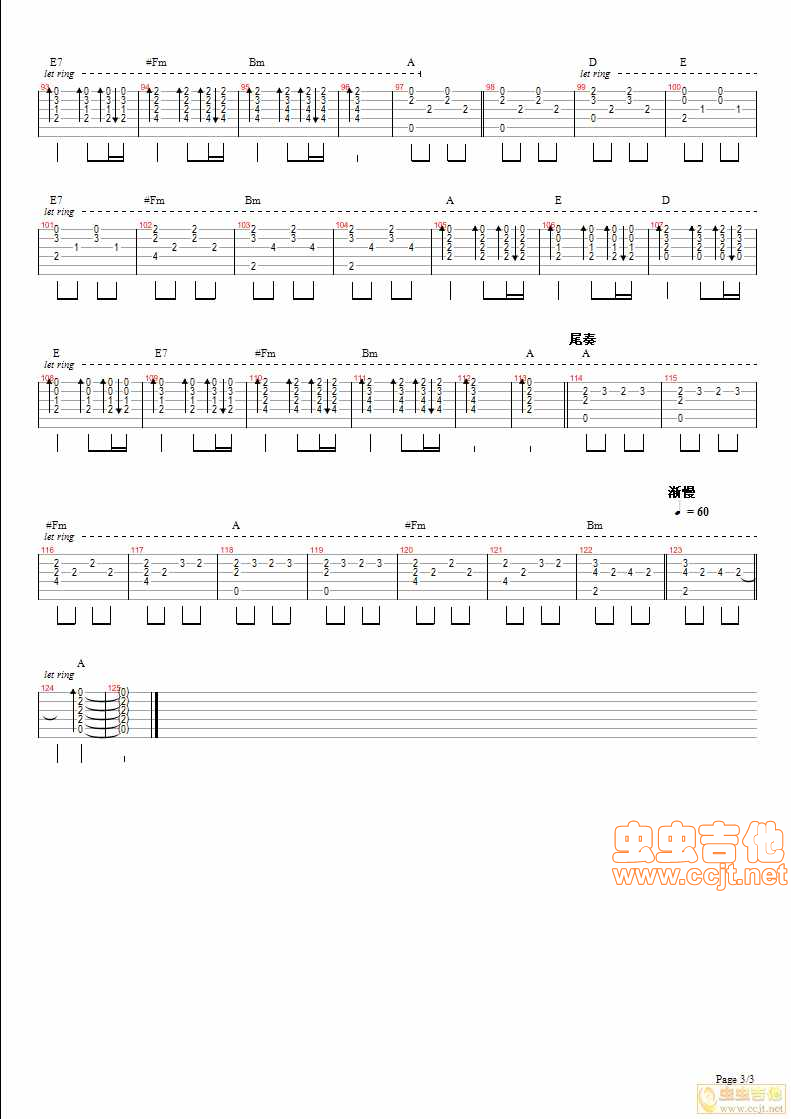 E7 #Fm Bm A D E
let ring let ring
93 94 95 96 97 98 99 100
E7 #Fm Bm A E D
let ring
101 102 103 104 105 106 107
尾奏
E E7 #Fm Bm A A
let ring
108 109 110 111 112 113 114 115
渐慢
= 60
#Fm A #Fm Bm
let ring
116 117 118 119 120 121 122 123
A
let ring
124 125
虫虫吉他
www.ccjt.net
Page 3/3
虫虫吉他
www.ccjt.net